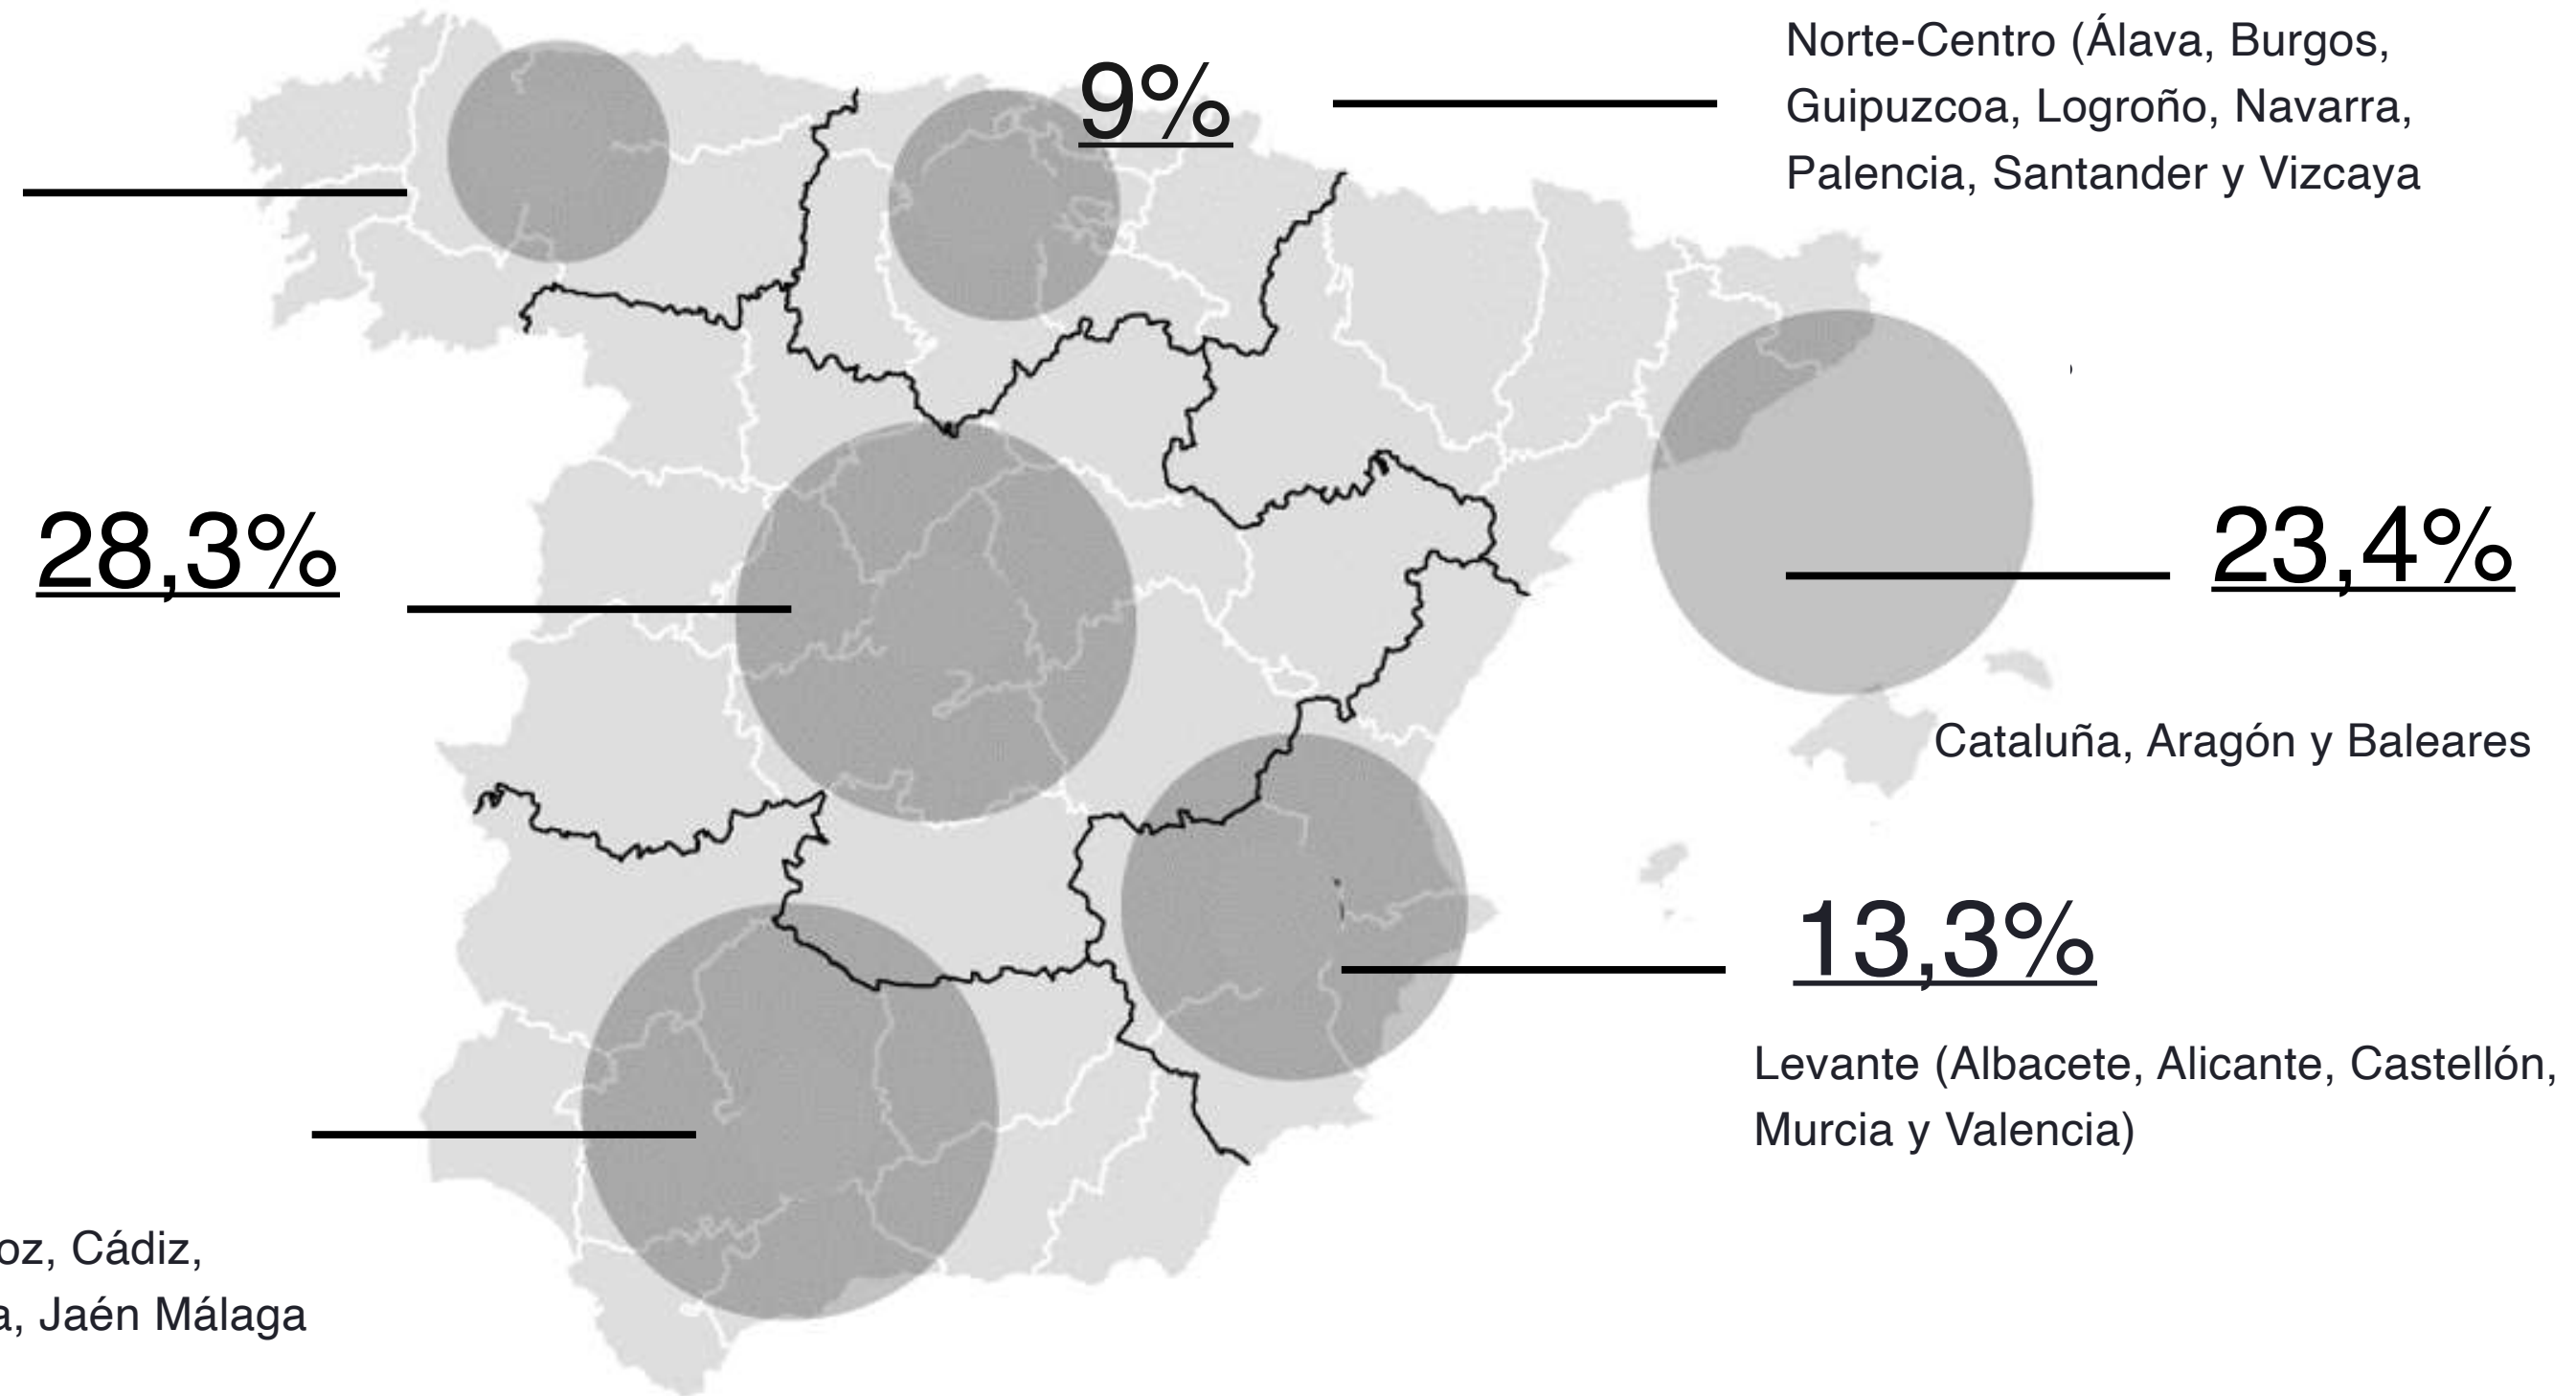 9%
Norte-Centro (Álava, Burgos,
Guipuzcoa, Logroño, Navarra,
Palencia, Santander y Vizcaya
28,3%
23,4%
Cataluña, Aragón y Baleares
13,3%
Levante (Albacete, Alicante, Castellón,
Murcia y Valencia)
oz, Cádiz,
a, Jaén Málaga